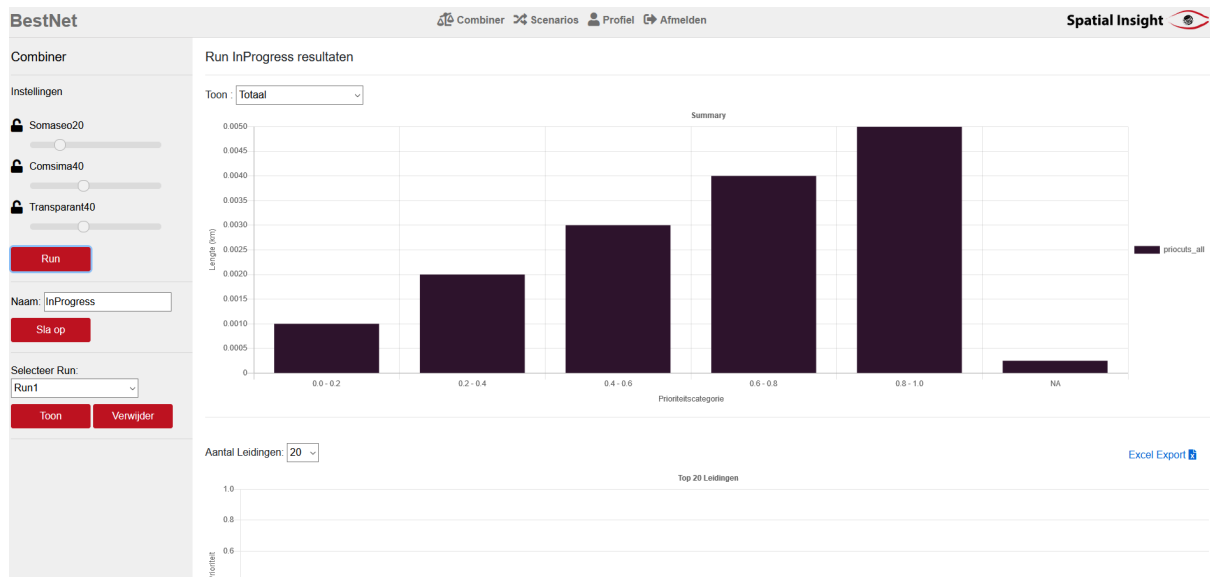 BestNet
Combiner Scenarios Profiel Afmelden
Spatial Insight
Combiner
Instellingen
Somaseo20
Comsima40
Transparant40
Run
Naam: InProgress
Sla op
Selecteer Run:
Run1
Toon Verwijder
Run InProgress resultaten
Toon : Totaal
Summary
0.0050
0.0045
0.0040
0.0035
0.0030
0.0025
0.0020
0.0015
0.0010
0.0005
0
Lengte (km)
0.0 - 0.2 0.2 - 0.4 0.4 - 0.6 0.6 - 0.8 0.8 - 1.0 NA
Prioriteitscategorie
priocuts_all
Aantal Leidingen: 20
Excel Export
Top 20 Leidingen
1.0
0.8
0.6
Prioriteit